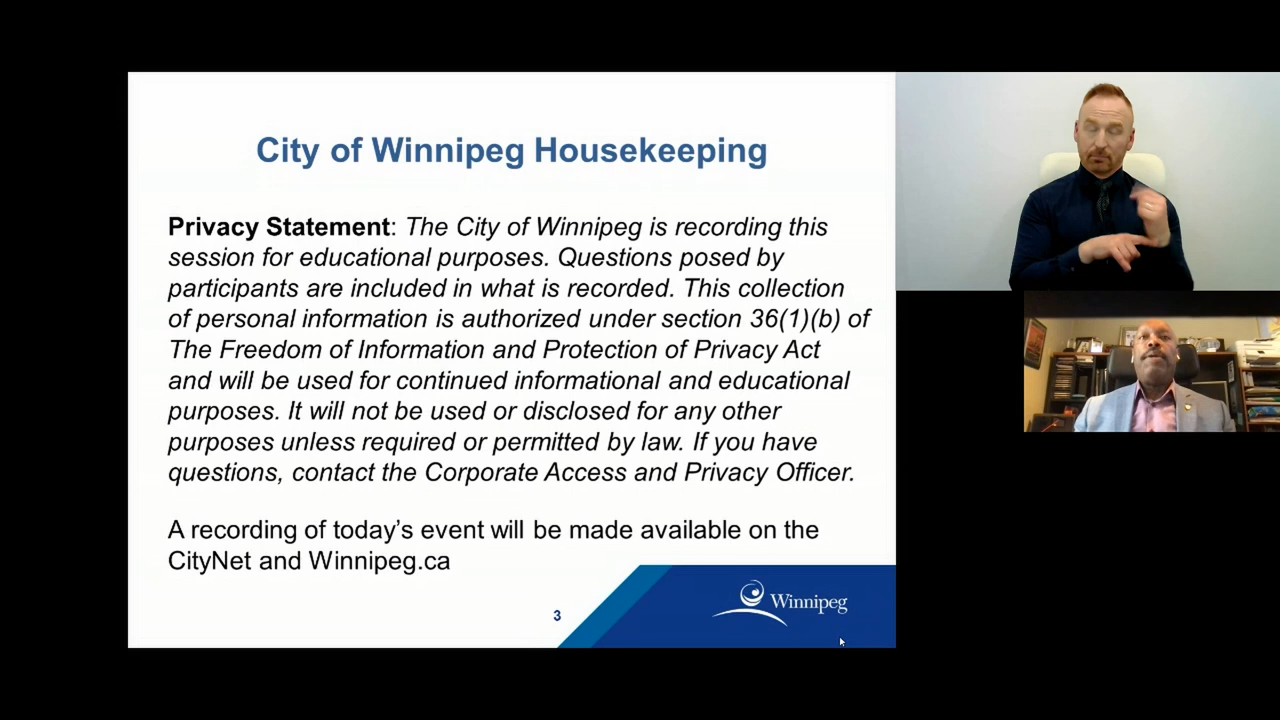 City of Winnipeg Housekeeping
Privacy Statement: The City of Winnipeg is recording this
session for educational purposes. Questions posed by
participants are included in what is recorded. This collection
of personal information is authorized under section 36(1)(b) of
The Freedom of Information and Protection of Privacy Act
and will be used for continued informational and educational
purposes. It will not be used or disclosed for any other
purposes unless required or permitted by law. If you have
questions, contact the Corporate Access and Privacy Officer.
A recording of today’s event will be made available on the
CityNet and Winnipeg.ca
3
Winnipeg